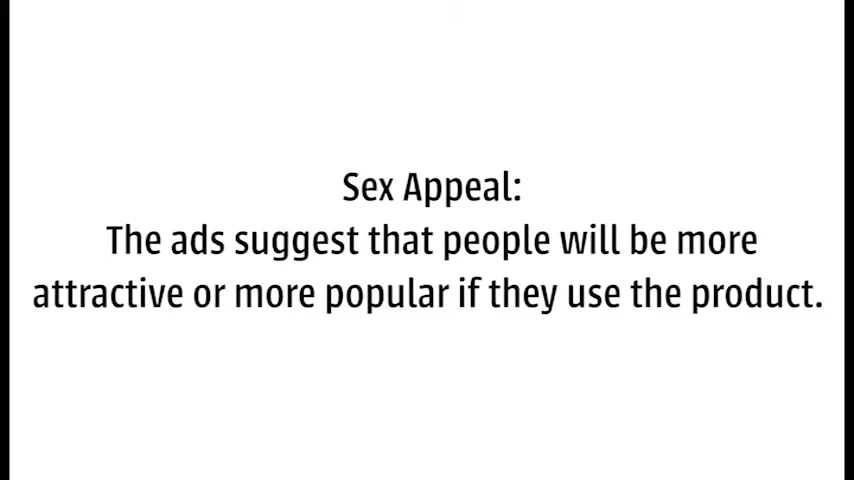 Sex Appeal:
The ads suggest that people will be more
attractive or more popular if they use the product.